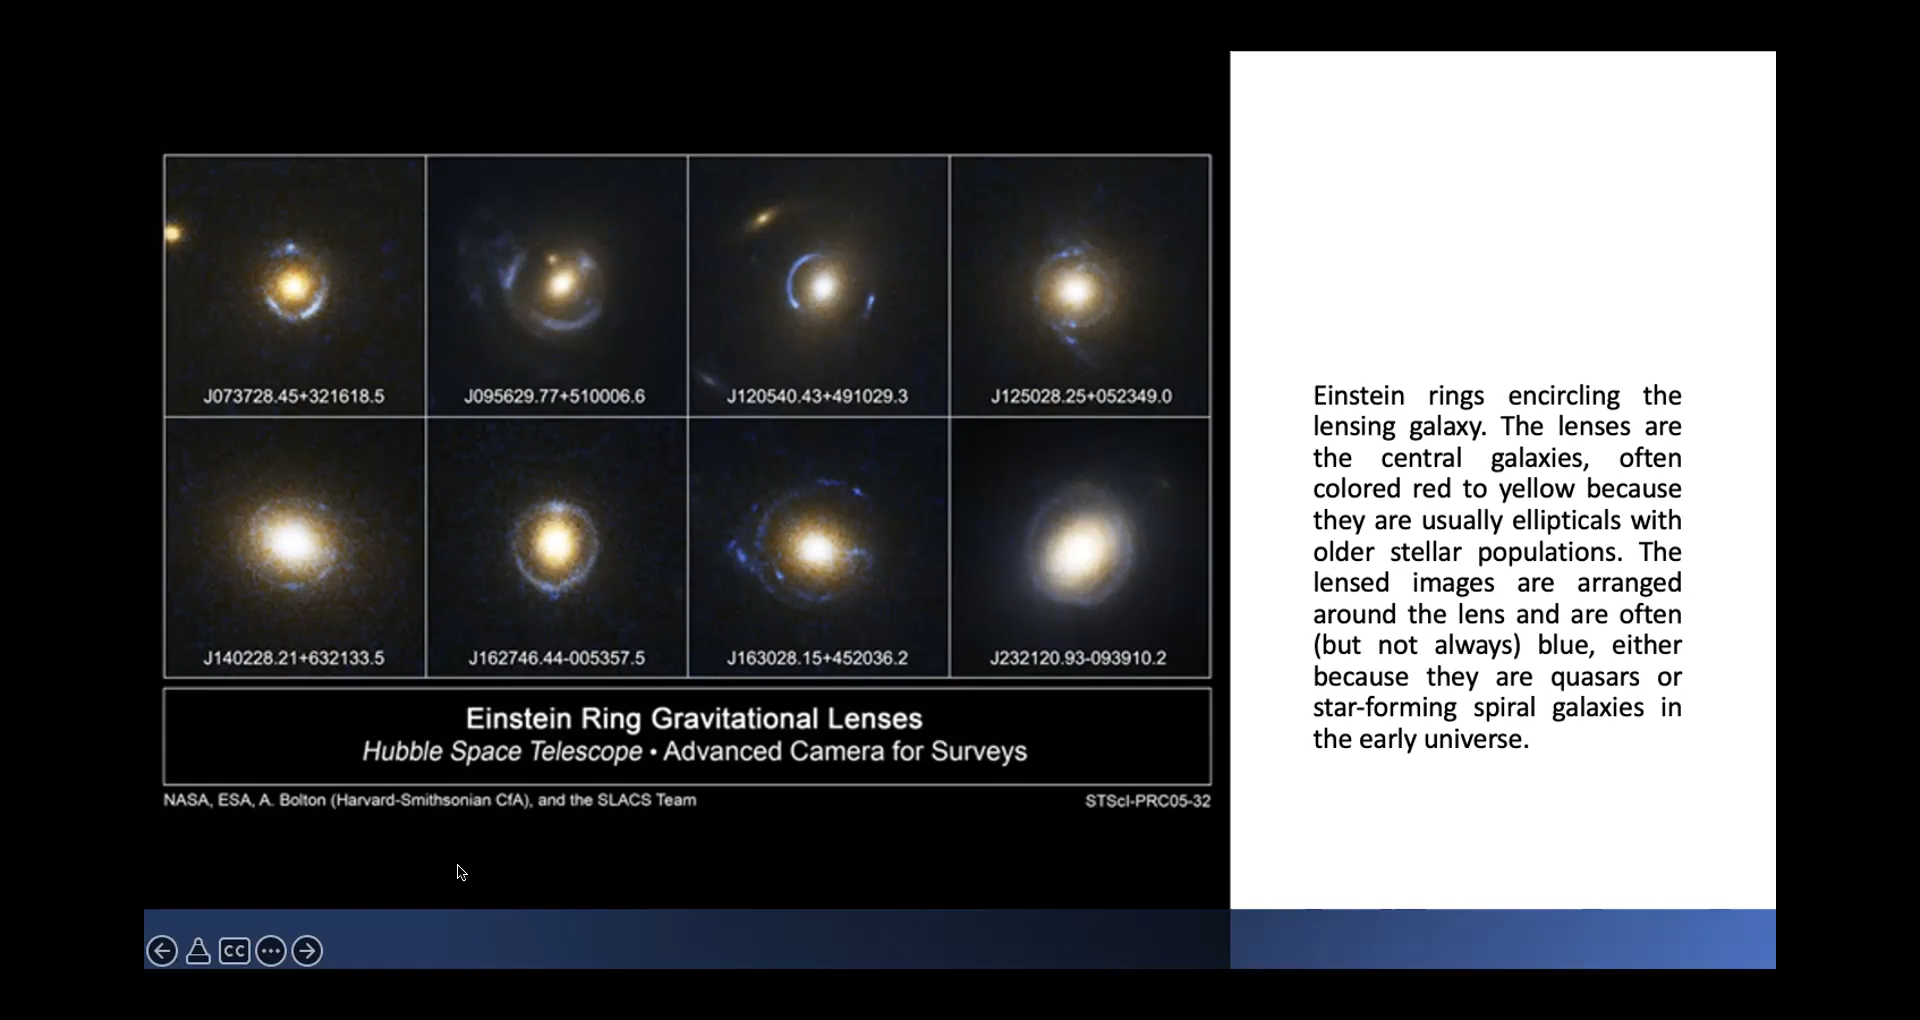 J073728.45+321618.5
J095629.77+510006.6
J120540.43+491029.3
J125028.25+052349.0
J140228.21+632133.5
J162746.44-005357.5
J163028.15+452036.2
J232120.93-093910.2
Einstein Ring Gravitational Lenses
Hubble Space Telescope • Advanced Camera for Surveys
NASA, ESA, A. Bolton (Harvard-Smithsonian CfA), and the SLACS Team
STScI-PRC05-32
Einstein rings encircling the
lensing galaxy. The lenses are
the central galaxies, often
colored red to yellow because
they are usually ellipticals with
older stellar populations. The
lensed images are arranged
around the lens and are often
(but not always) blue, either
because they are quasars or
star-forming spiral galaxies in
the early universe.
CC